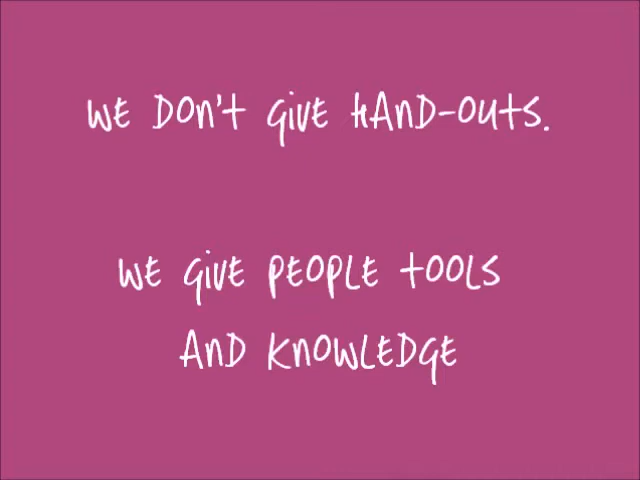 WE DON'T GIVE HAND-OUTS.
WE GIVE PEOPLE TOOLS
AND KNOWLEDGE